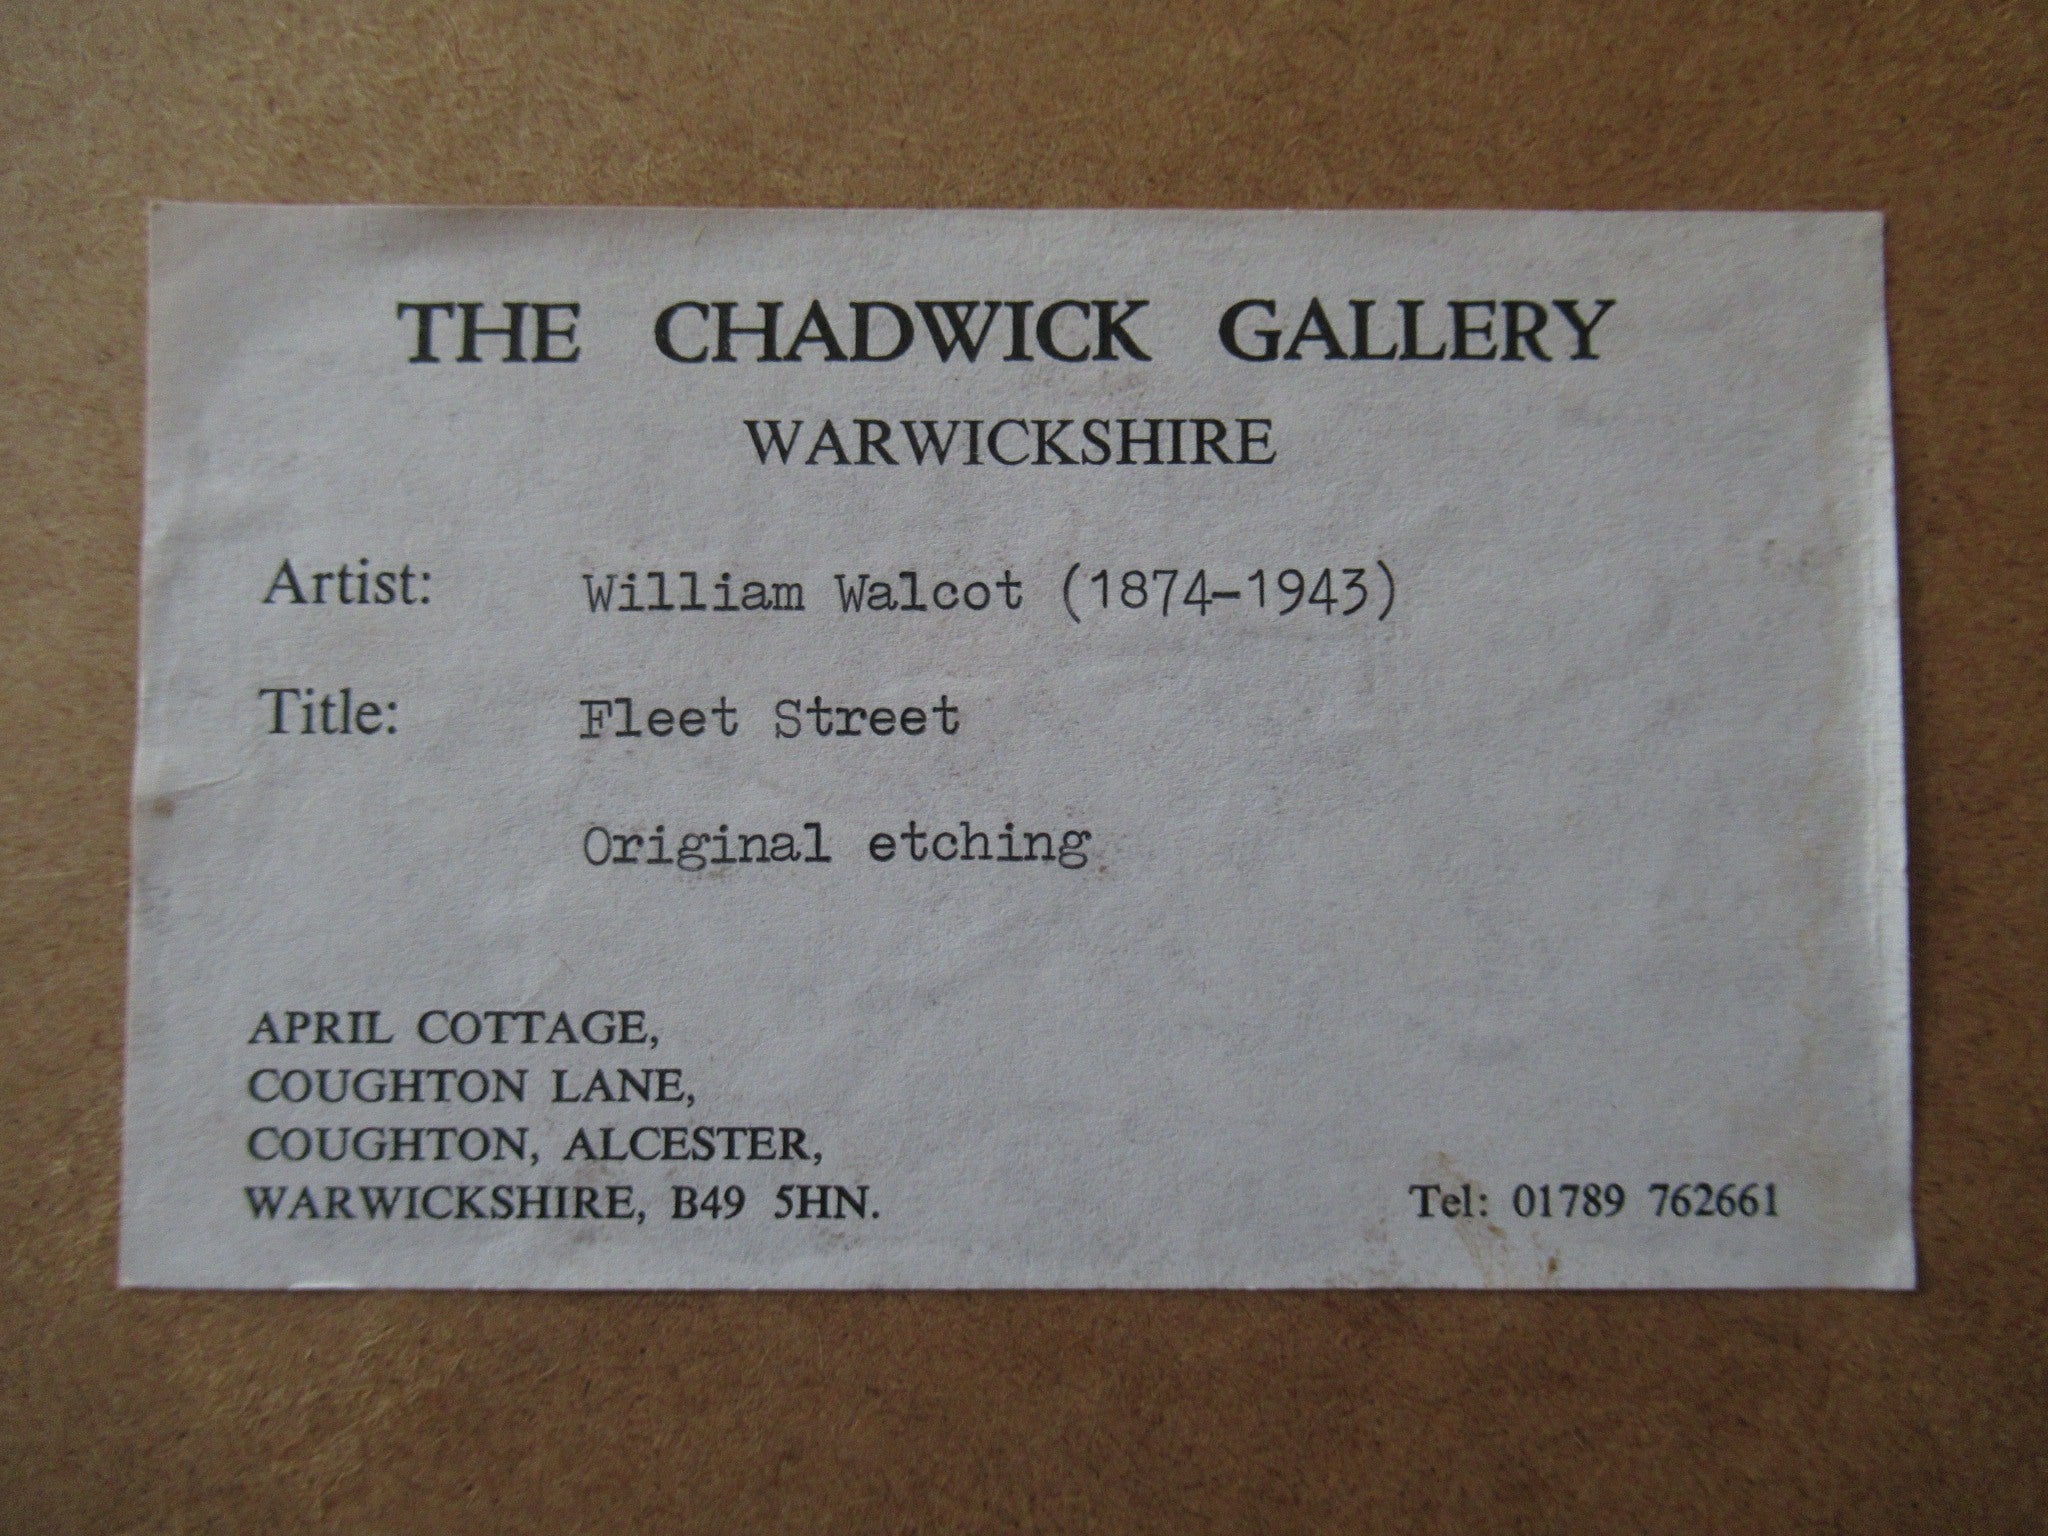 THE CHADWICK GALLERY
WARWICKSHIRE
Artist: William Walcot (1874-1943)
Title: Fleet Street
Original etching
APRIL COTTAGE,
COUGHTON LANE,
COUGHTON, ALCESTER,
WARWICKSHIRE, B49 5HN. Tel: 01789 762661